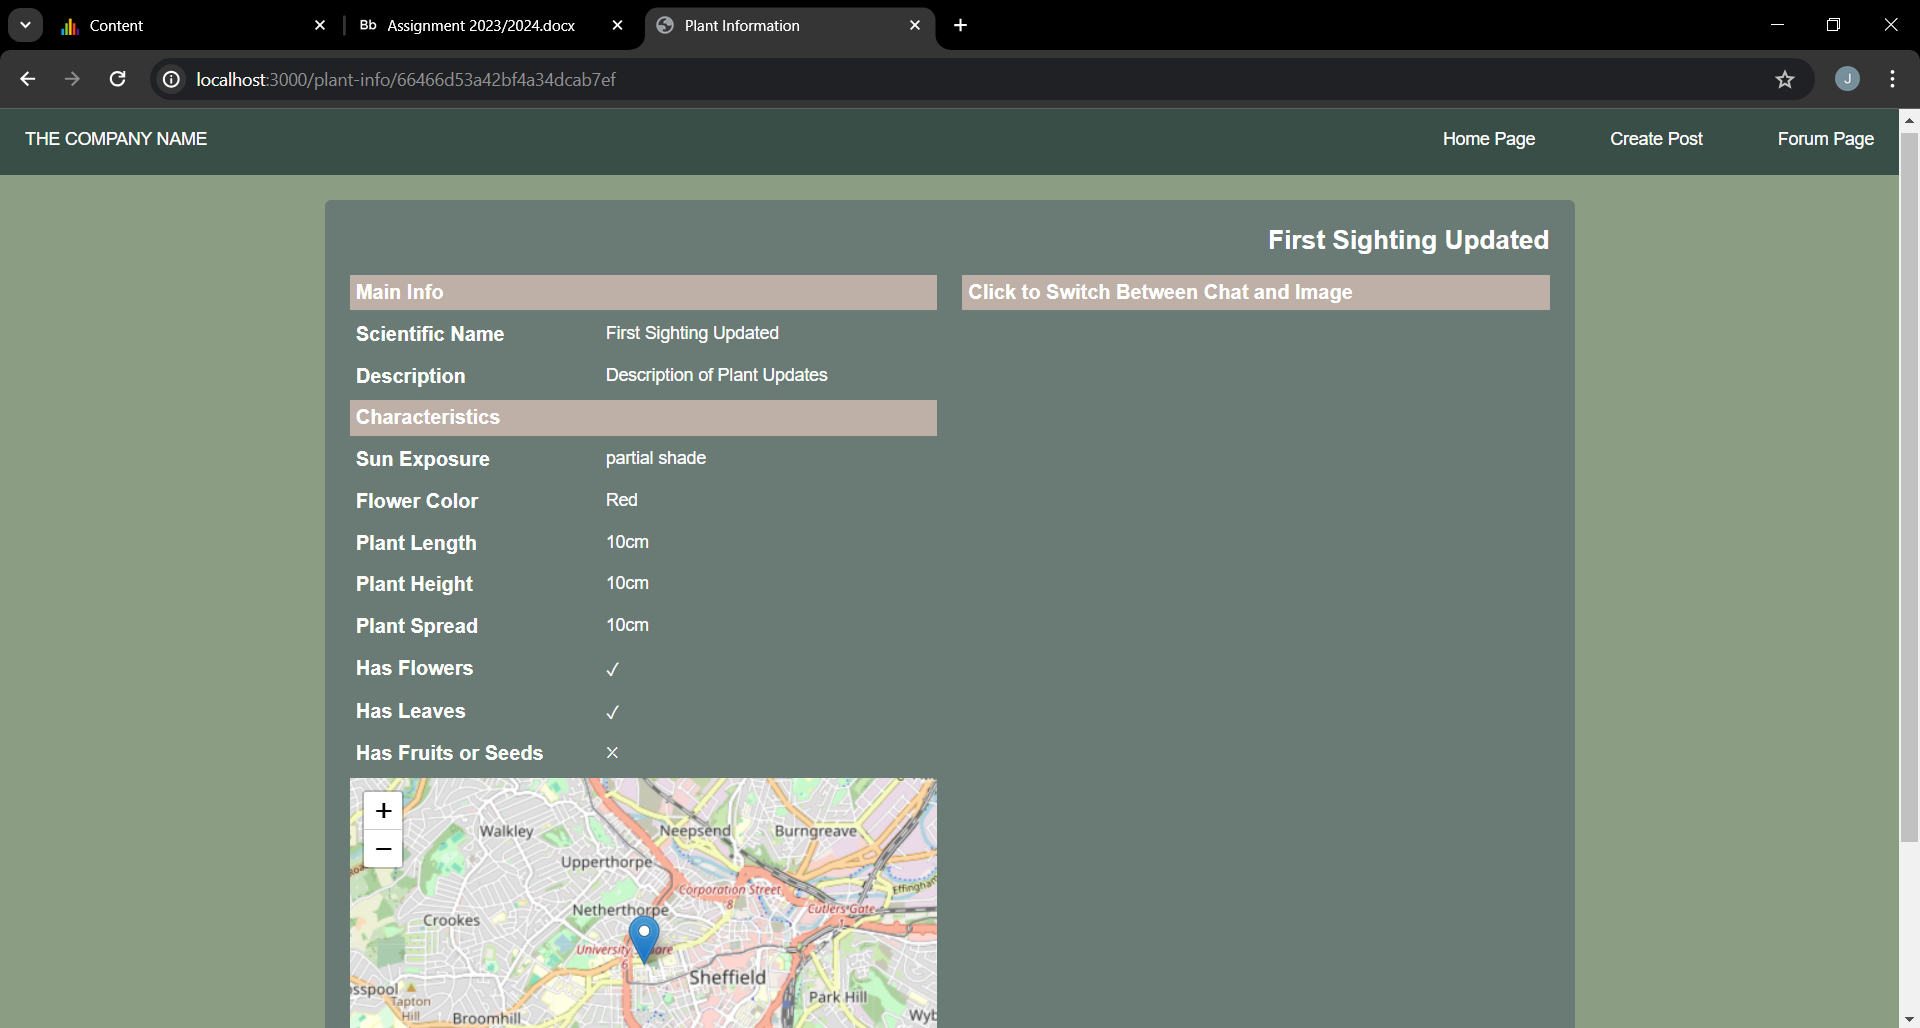 Content
Bb Assignment 2023/2024.docx
Plant Information
localhost:3000/plant-info/66466d53a42bf4a34dcab7ef
J
THE COMPANY NAME
Home Page
Create Post
Forum Page
First Sighting Updated
Main Info
Click to Switch Between Chat and Image
Scientific Name First Sighting Updated
Description Description of Plant Updates
Characteristics
Sun Exposure partial shade
Flower Color Red
Plant Length 10cm
Plant Height 10cm
Plant Spread 10cm
Has Flowers ✓
Has Leaves ✓
Has Fruits or Seeds ×
+
−
Walkley
Neepsend
Burngreave
Upperthorpe
Corporation Street
8
Effingham
Netherthorpe
Cutlers' Gate
1
Crookes
University
6
Sheffield
Tapton
Hill
Park Hill
Broomhill